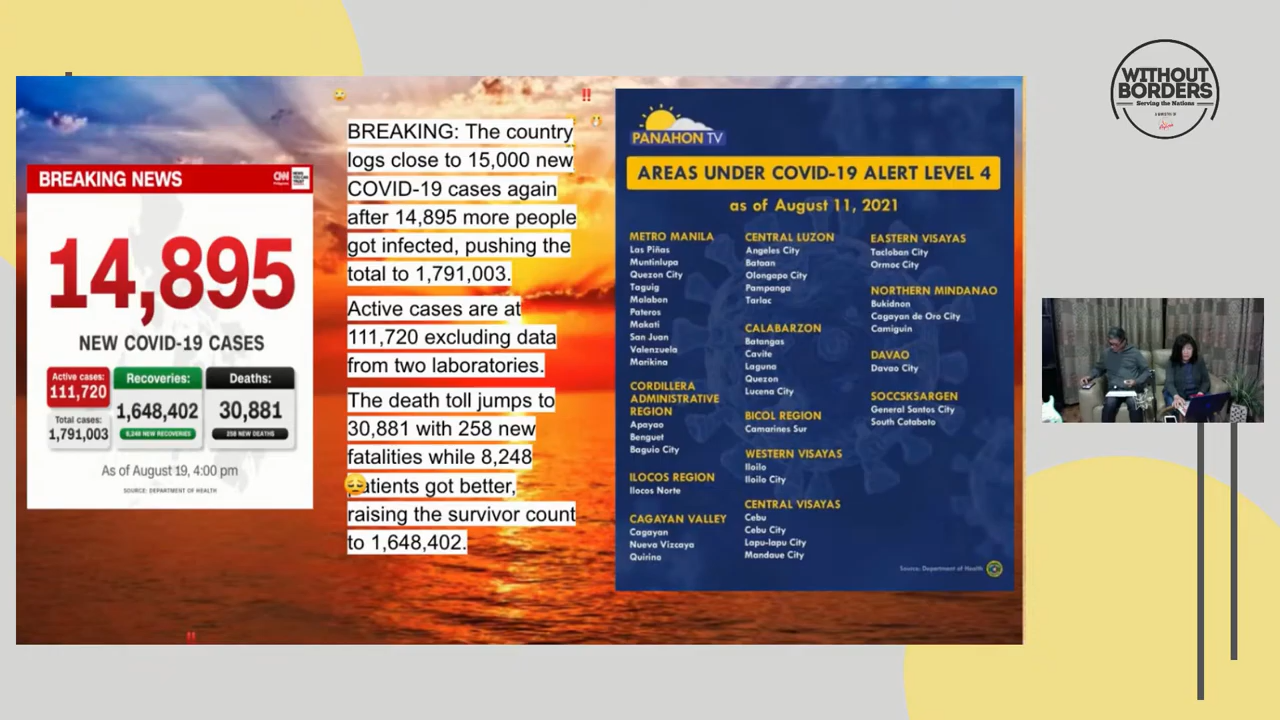 WITHOUT
BORDERS
Serving the Nations
BREAKING NEWS
CNN
14,895
NEW COVID-19 CASES
Active cases:
111,720
Total cases:
1,791,003
Recoveries:
1,648,402
8,248 NEW RECOVERIES
Deaths:
30,881
258 NEW DEATHS
As of August 19, 4:00 pm
SOURCE: DEPARTMENT OF HEALTH
BREAKING: The country
logs close to 15,000 new
COVID-19 cases again
after 14,895 more people
got infected, pushing the
total to 1,791,003.
Active cases are at
111,720 excluding data
from two laboratories.
The death toll jumps to
30,881 with 258 new
fatalities while 8,248
patients got better,
raising the survivor count
to 1,648,402.
PANAHON TV
AREAS UNDER COVID-19 ALERT LEVEL 4
as of August 11, 2021
METRO MANILA
Las Piñas
Muntinlupa
Quezon City
Taguig
Malabon
Pateros
Makati
San Juan
Valenzuela
Marikina
CORDILLERA
ADMINISTRATIVE
REGION
Apayao
Benguet
Baguio City
ILOCOS REGION
Ilocos Norte
CAGAYAN VALLEY
Cagayan
Nueva Vizcaya
Quirino
CENTRAL LUZON
Angeles City
Bataan
Olongapo City
Pampanga
Tarlac
CALABARZON
Batangas
Cavite
Laguna
Quezon
Lucena City
BICOL REGION
Camarines Sur
WESTERN VISAYAS
Iloilo
Iloilo City
CENTRAL VISAYAS
Cebu
Cebu City
Lapu-lapu City
Mandaue City
EASTERN VISAYAS
Tacloban City
Ormoc City
NORTHERN MINDANAO
Bukidnon
Cagayan de Oro City
Camiguin
DAVAO
Davao City
SOCCSKSARGEN
General Santos City
South Cotabato
Source: Department of Health